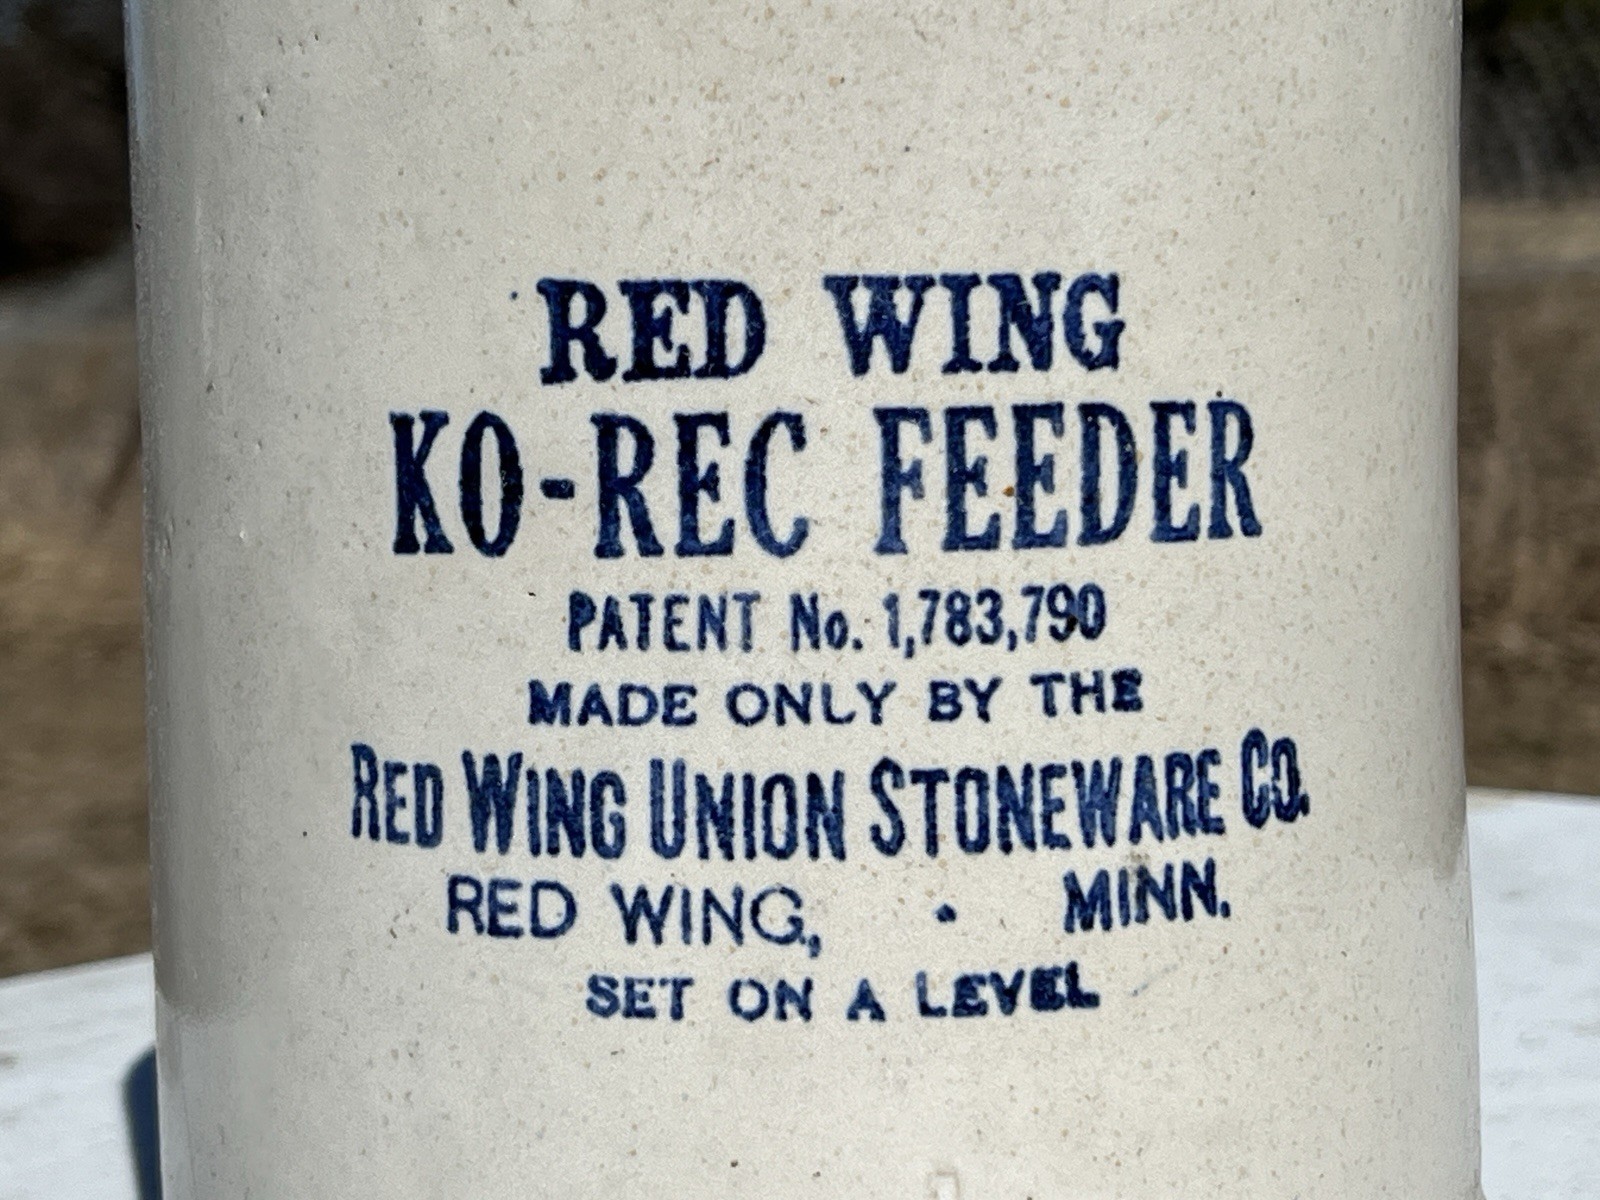 RED WING
KO-REC FEEDER
PATENT No. 1,783,790
MADE ONLY BY THE
RED WING UNION STONEWARE CO.
RED WING, · MINN.
SET ON A LEVEL